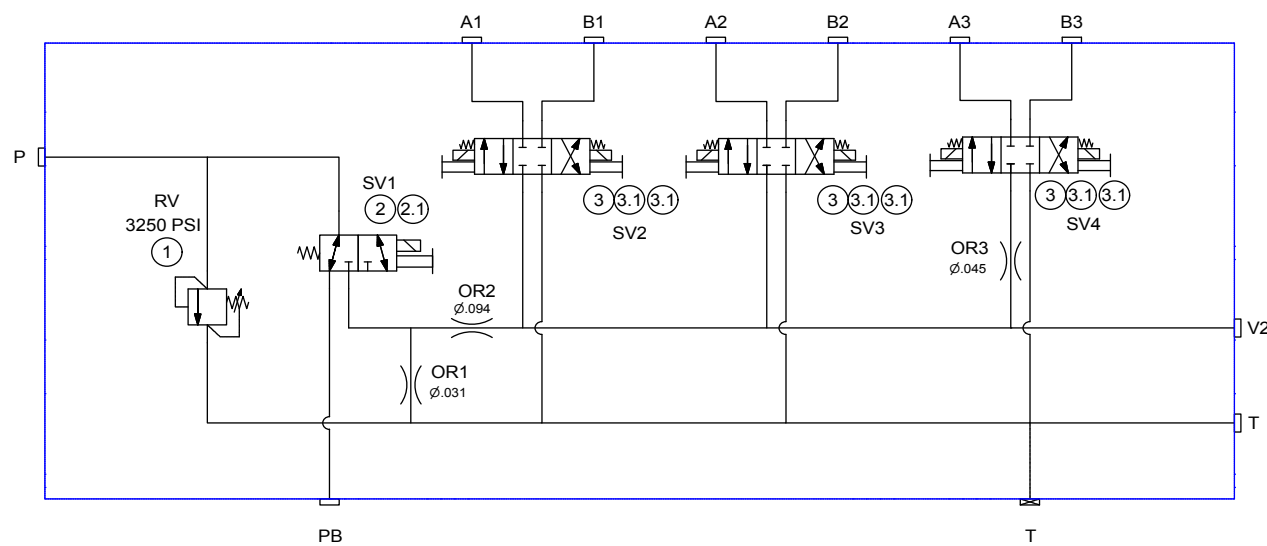 A1 B1 A2 B2 A3 B3
P
SV1
2 2.1
RV
3250 PSI
1
3 3.1 3.1
SV2
3 3.1 3.1
SV3
3 3.1 3.1
SV4
OR3
Ø.045
OR2
Ø.094
V2
OR1
Ø.031
T
PB
T